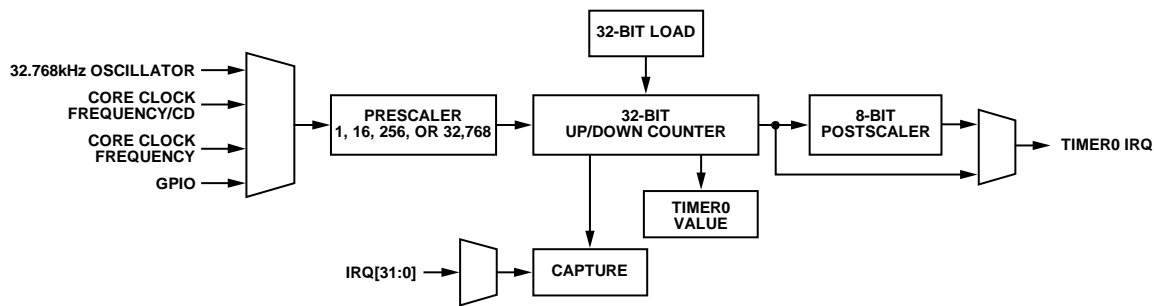 32-BIT LOAD
32.768kHz OSCILLATOR
CORE CLOCK
FREQUENCY/CD
CORE CLOCK
FREQUENCY
GPIO
PRESCALER
1, 16, 256, OR 32,768
32-BIT
UP/DOWN COUNTER
8-BIT
POSTSCALER
TIMER0 IRQ
TIMER0
VALUE
IRQ[31:0]
CAPTURE